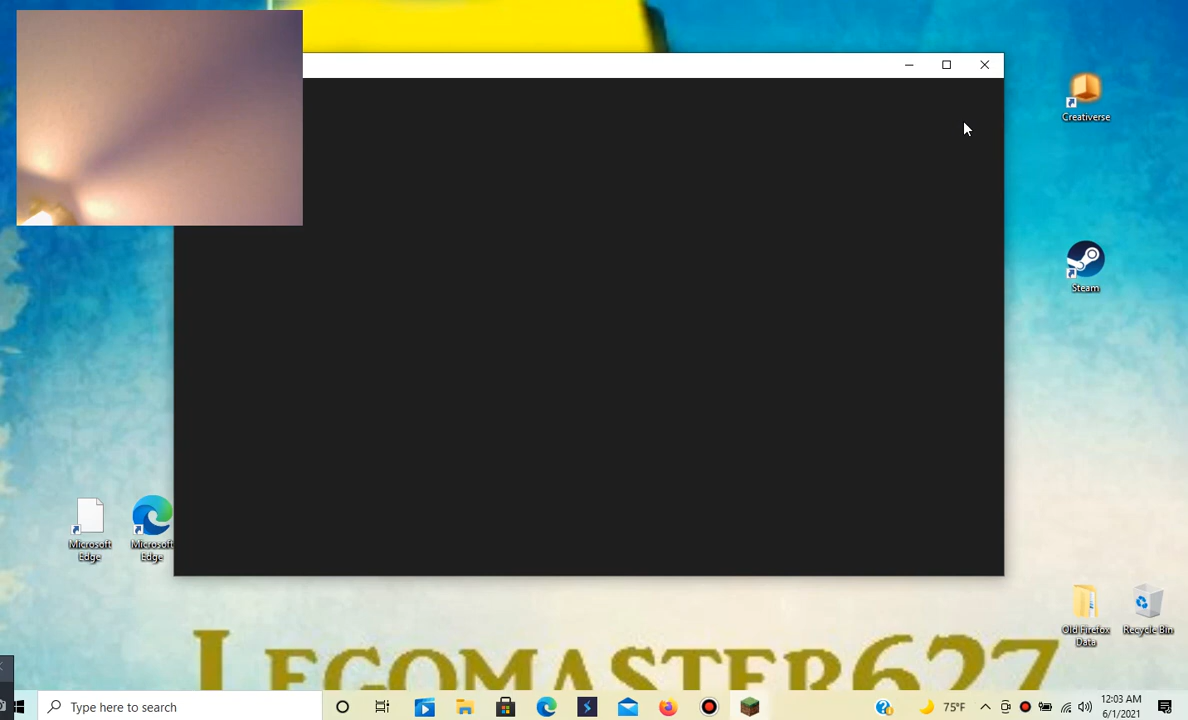 Creativerse
Steam
Microsoft
Edge
Microsoft
Edge
Old Firefox
Data
Recycle Bin
LEGOMASTER627
Type here to search
75°F
12:03 AM
6/1/2021